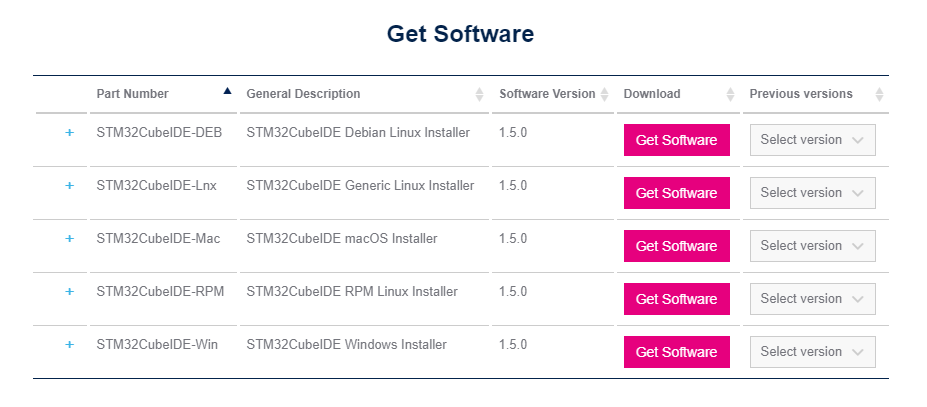 Get Software
Part Number General Description Software Version Download Previous versions
+ STM32CubeIDE-DEB STM32CubeIDE Debian Linux Installer 1.5.0 Get Software Select version
+ STM32CubeIDE-Lnx STM32CubeIDE Generic Linux Installer 1.5.0 Get Software Select version
+ STM32CubeIDE-Mac STM32CubeIDE macOS Installer 1.5.0 Get Software Select version
+ STM32CubeIDE-RPM STM32CubeIDE RPM Linux Installer 1.5.0 Get Software Select version
+ STM32CubeIDE-Win STM32CubeIDE Windows Installer 1.5.0 Get Software Select version